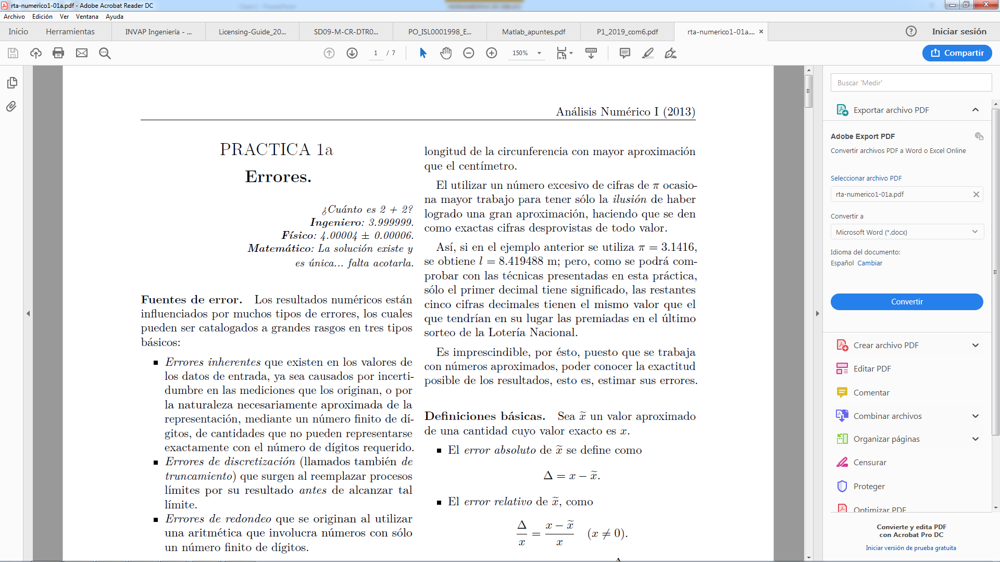 rta-numerico1-01a.pdf - Adobe Acrobat Reader DC
Archivo Edición Ver Ventana Ayuda
Inicio Herramientas INVAP Ingeniería - ... Licensing-Guide_20... SD09-M-CR-DTR0... PO_ISL0001998_E... Matlab_apuntes.pdf P1_2019_com6.pdf rta-numerico1-01a.... Iniciar sesión
1 / 7 150% Compartir
Análisis Numérico I (2013)
PRACTICA 1a
Errores.
¿Cuánto es 2 + 2?
Ingeniero: 3.999999.
Físico: 4.00004 ± 0.00006.
Matemático: La solución existe y
es única... falta acotarla.
Fuentes de error. Los resultados numéricos están
influenciados por muchos tipos de errores, los cuales
pueden ser catalogados a grandes rasgos en tres tipos
básicos:
▪ Errores inherentes que existen en los valores de
los datos de entrada, ya sea causados por incerti-
dumbre en las mediciones que los originan, o por
la naturaleza necesariamente aproximada de la
representación, mediante un número finito de dí-
gitos, de cantidades que no pueden representarse
exactamente con el número de dígitos requerido.
▪ Errores de discretización (llamados también de
truncamiento) que surgen al reemplazar procesos
límites por su resultado antes de alcanzar tal
límite.
▪ Errores de redondeo que se originan al utilizar
una aritmética que involucra números con sólo
un número finito de dígitos.
longitud de la circunferencia con mayor aproximación
que el centímetro.
El utilizar un número excesivo de cifras de π ocasio-
na mayor trabajo para tener sólo la ilusión de haber
logrado una gran aproximación, haciendo que se den
como exactas cifras desprovistas de todo valor.
Así, si en el ejemplo anterior se utiliza π = 3.1416,
se obtiene l = 8.419488 m; pero, como se podrá com-
probar con las técnicas presentadas en esta práctica,
sólo el primer decimal tiene significado, las restantes
cinco cifras decimales tienen el mismo valor que el
que tendrían en su lugar las premiadas en el último
sorteo de la Lotería Nacional.
Es imprescindible, por ésto, puesto que se trabaja
con números aproximados, poder conocer la exactitud
posible de los resultados, esto es, estimar sus errores.
Definiciones básicas. Sea x̃ un valor aproximado
de una cantidad cuyo valor exacto es x.
▪ El error absoluto de x̃ se define como
Δ = x − x̃.
▪ El error relativo de x̃, como
Δ/x = (x − x̃)/x (x ≠ 0).
Buscar 'Medir'
Exportar archivo PDF
Adobe Export PDF
Convertir archivos PDF a Word o Excel Online
Seleccionar archivo PDF
rta-numerico1-01a.pdf
Convertir a
Microsoft Word (*.docx)
Idioma del documento:
Español Cambiar
Convertir
Crear archivo PDF
Editar PDF
Comentar
Combinar archivos
Organizar páginas
Censurar
Proteger
Optimizar PDF
Convierte y edita PDF
con Acrobat Pro DC
Iniciar versión de prueba gratuita